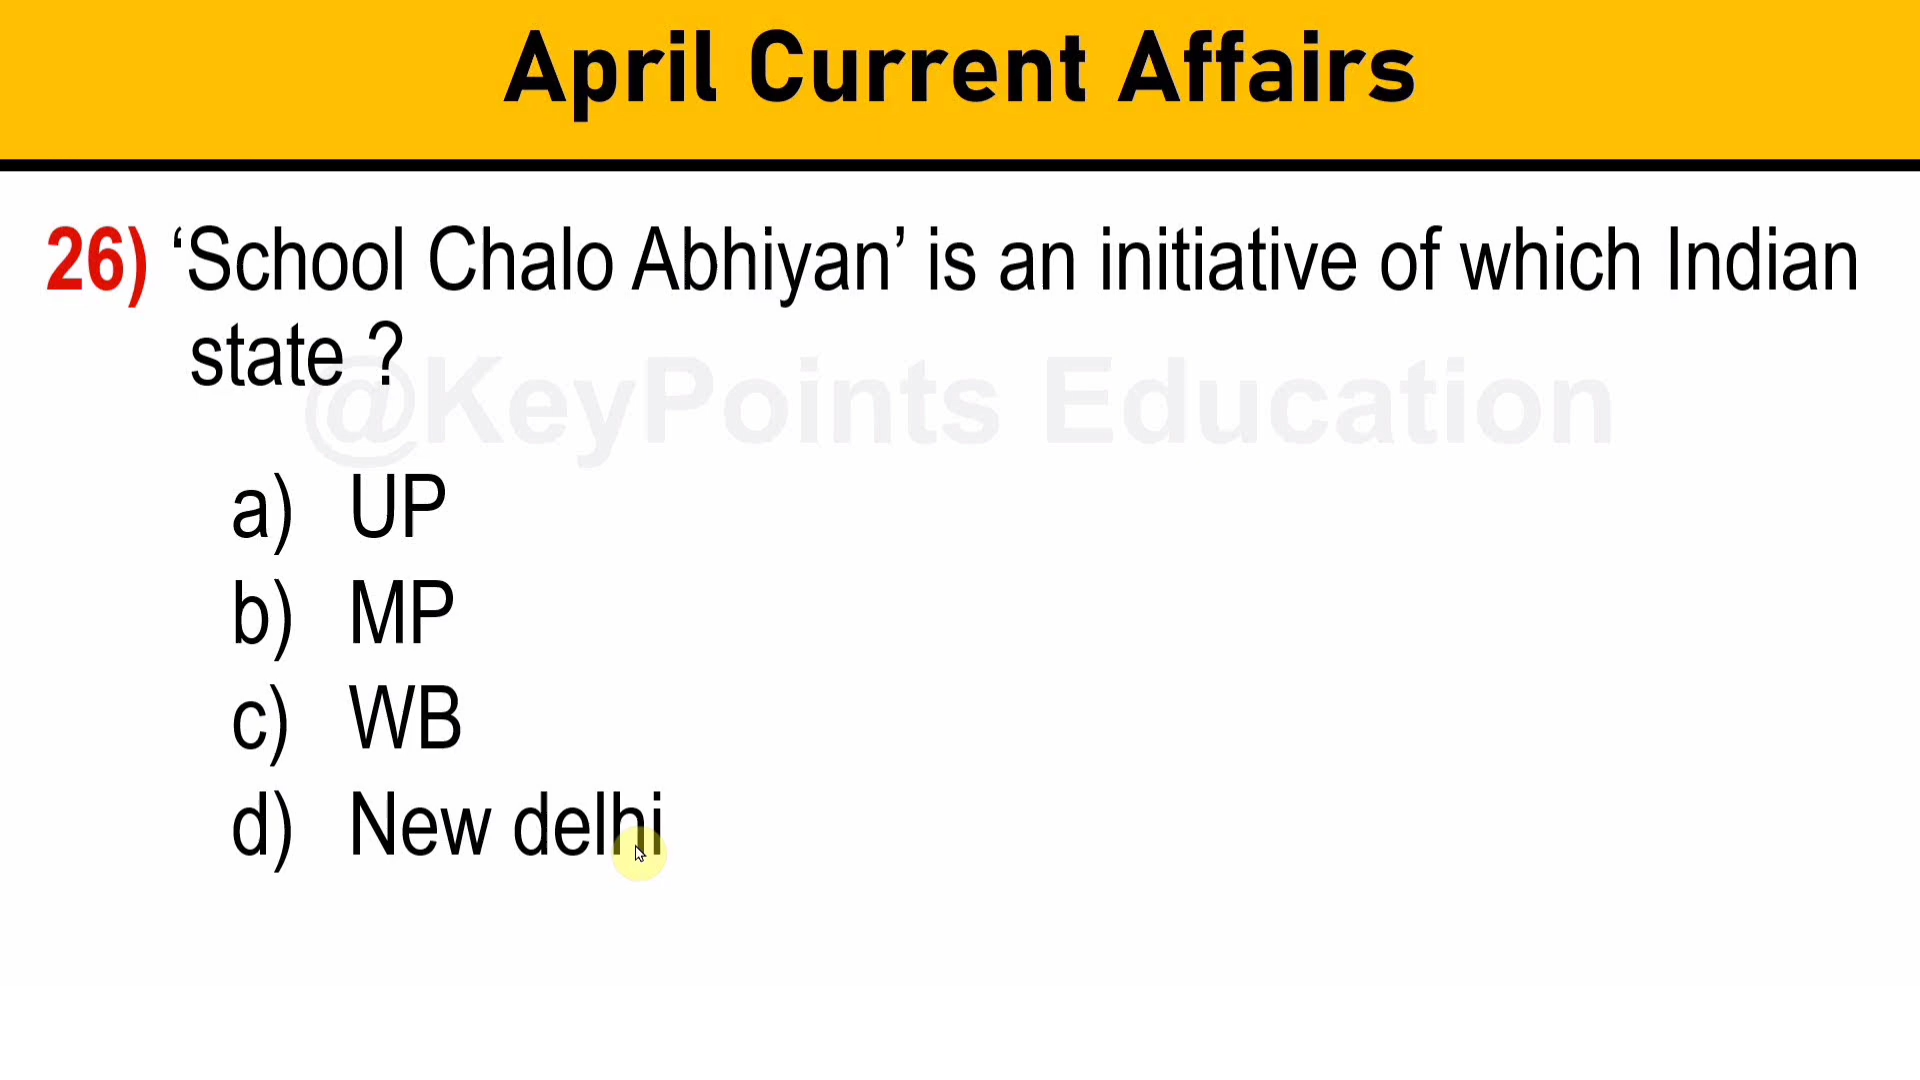 April Current Affairs
26) ‘School Chalo Abhiyan’ is an initiative of which Indian
state ?
@KeyPoints Education
a) UP
b) MP
c) WB
d) New delhi